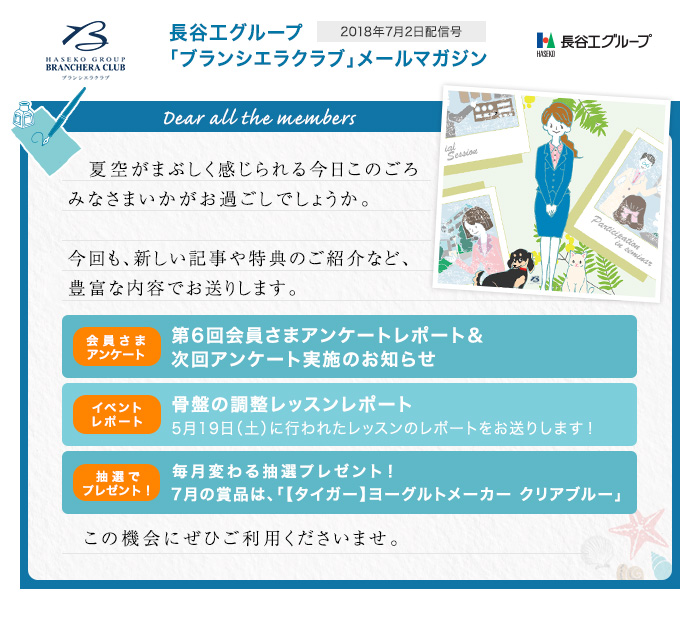 HASEKO GROUP
BRANCHERA CLUB
ブランシエラクラブ
長谷工グループ
2018年7月2日配信号
「ブランシエラクラブ」メールマガジン
HASEKO
長谷工グループ
Dear all the members
夏空がまぶしく感じられる今日このごろ
みなさまいかがお過ごしでしょうか。
今回も、新しい記事や特典のご紹介など、
豊富な内容でお送りします。
ial
Session
Participation
in seminar
会員さま
アンケート
第6回会員さまアンケートレポート&
次回アンケート実施のお知らせ
イベント
レポート
骨盤の調整レッスンレポート
5月19日(土)に行われたレッスンのレポートをお送りします!
抽選で
プレゼント!
毎月変わる抽選プレゼント!
7月の賞品は、「【タイガー】ヨーグルトメーカー クリアブルー」
この機会にぜひご利用くださいませ。